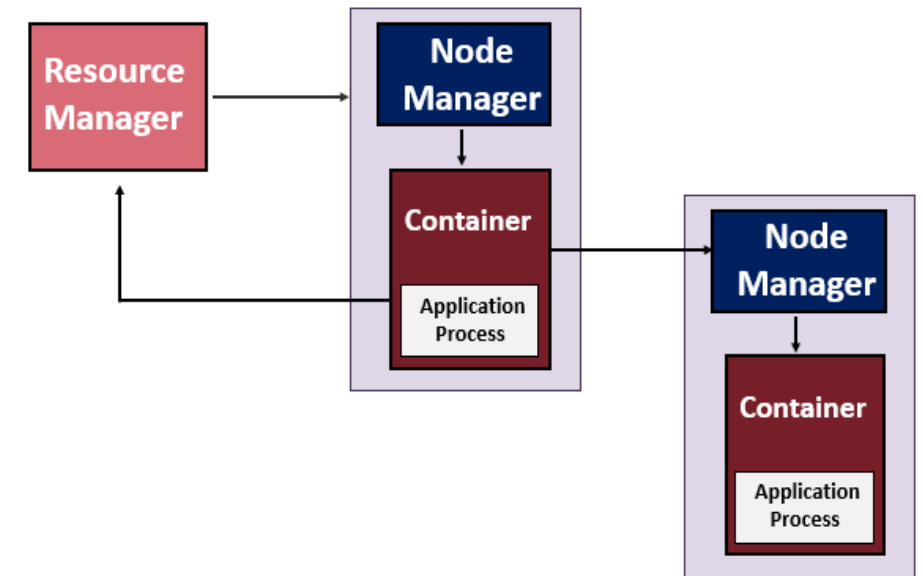 Resource
Manager
Node
Manager
Container
Application
Process
Node
Manager
Container
Application
Process